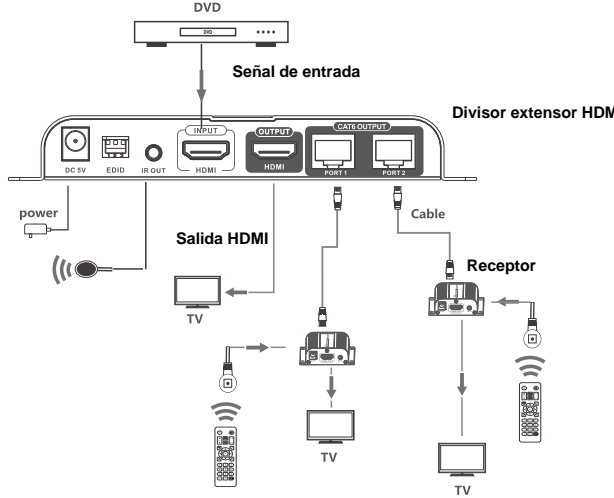 DVD
DVD
Señal de entrada
Divisor extensor HDM
INPUT
OUTPUT
CAT6 OUTPUT
HDMI
HDMI
DC 5V
EDID
IR OUT
PORT 1
PORT 2
power
Cable
Salida HDMI
Receptor
TV
TV
TV